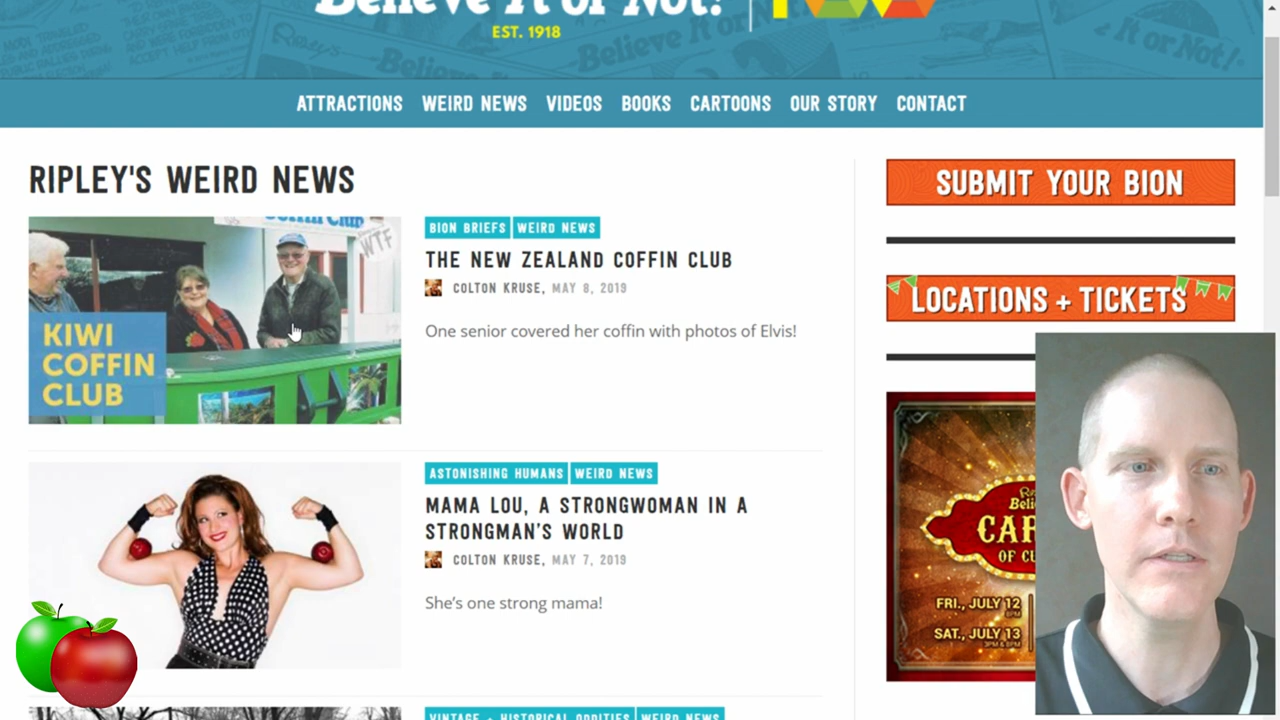 Believe It or Not!
EST. 1918
ATTRACTIONS WEIRD NEWS VIDEOS BOOKS CARTOONS OUR STORY CONTACT
RIPLEY'S WEIRD NEWS
SUBMIT YOUR BION
LOCATIONS + TICKETS
Coffin Club
WTF
KIWI
COFFIN
CLUB
BION BRIEFS WEIRD NEWS
THE NEW ZEALAND COFFIN CLUB
COLTON KRUSE, MAY 8, 2019
One senior covered her coffin with photos of Elvis!
ASTONISHING HUMANS WEIRD NEWS
MAMA LOU, A STRONGWOMAN IN A
STRONGMAN'S WORLD
COLTON KRUSE, MAY 7, 2019
She's one strong mama!
VINTAGE - HISTORICAL ODDITIES WEIRD NEWS
FRI., JULY 12
8PM
SAT., JULY 13